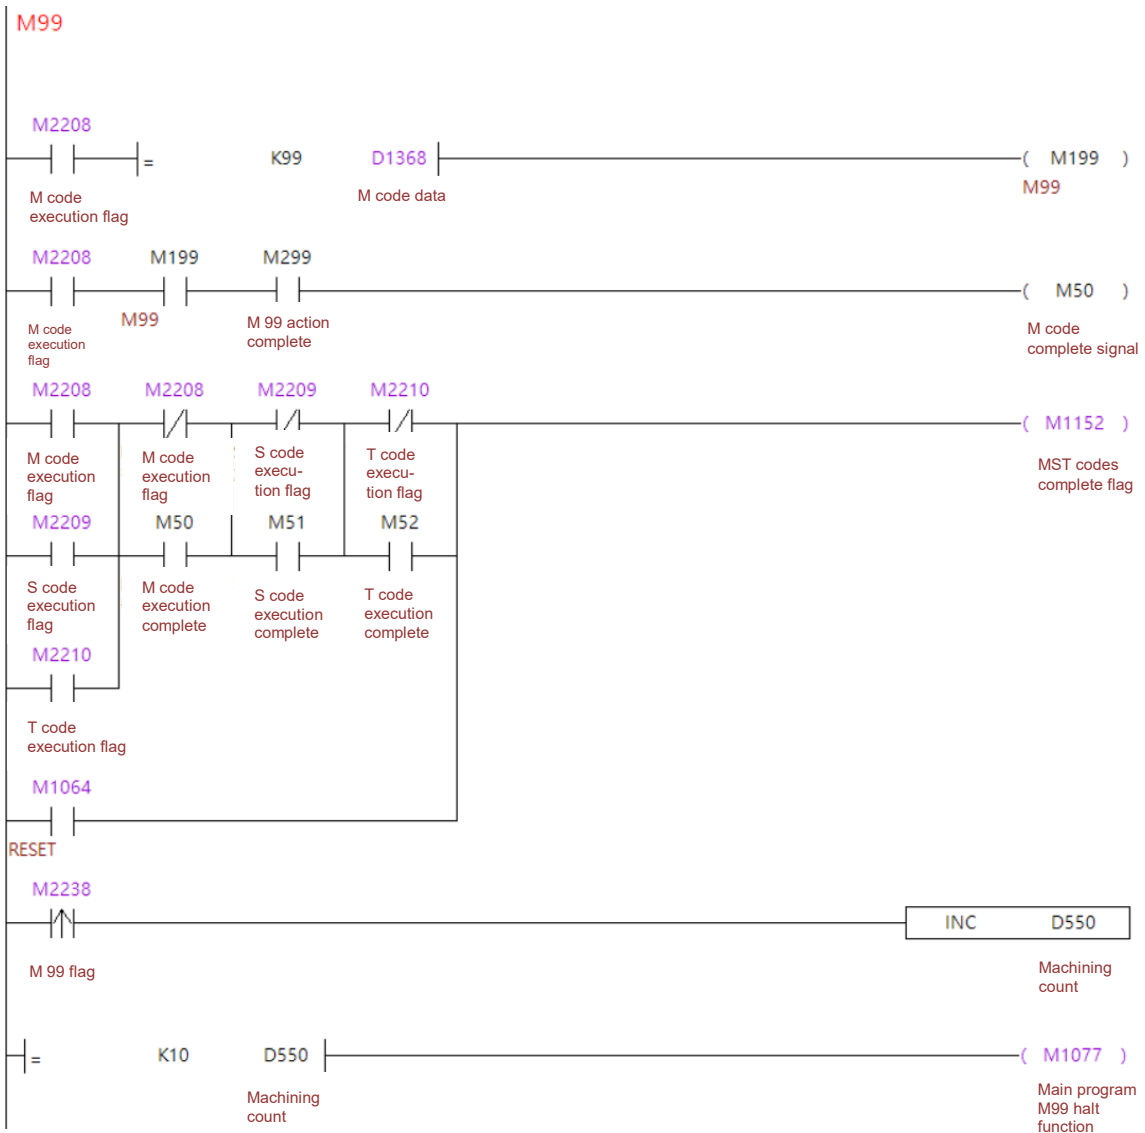 M99
M2208
= K99 D1368 ( M199 )
M code
execution flag
M code data
M99
M2208 M199 M299
( M50 )
M code
execution
flag
M99
M 99 action
complete
M code
complete signal
M2208 M2208 M2209 M2210
( M1152 )
M code
execution
flag
M code
execution
flag
S code
execu-
tion flag
T code
execu-
tion flag
MST codes
complete flag
M2209 M50 M51 M52
S code
execution
flag
M code
execution
complete
S code
execution
complete
T code
execution
complete
M2210
T code
execution flag
M1064
RESET
M2238
INC D550
M 99 flag
Machining
count
= K10 D550 ( M1077 )
Machining
count
Main program
M99 halt
function